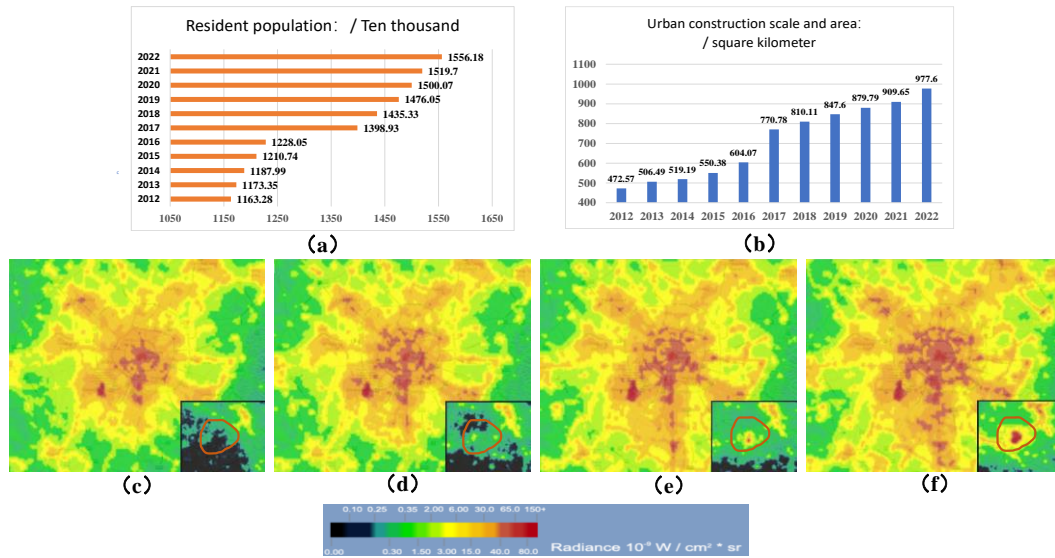 Resident population: / Ten thousand
2022 1556.18
2021 1519.7
2020 1500.07
2019 1476.05
2018 1435.33
2017 1398.93
2016 1228.05
2015 1210.74
2014 1187.99
2013 1173.35
2012 1163.28
1050 1150 1250 1350 1450 1550 1650
(a)
Urban construction scale and area:
/ square kilometer
1100
1000
900
800
700
600
500
400
472.57 506.49 519.19 550.38 604.07 770.78 810.11 847.6 879.79 909.65 977.6
2012 2013 2014 2015 2016 2017 2018 2019 2020 2021 2022
(b)
(c) (d) (e) (f)
0.10 0.25 0.35 2.00 6.00 30.0 65.0 150+
0.00 0.30 1.50 3.00 15.0 40.0 80.0
Radiance 10⁻⁹ W / cm² * sr